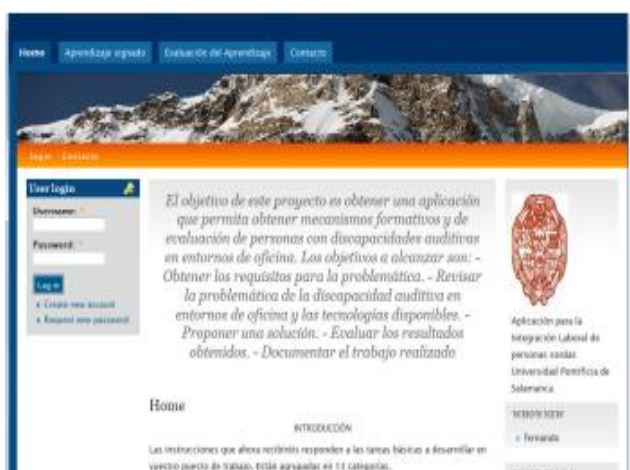 Home Aprendizaje signado Evaluación del Aprendizaje Contacto
Login Contacto
User login
Username: *
Password: *
Log in
Create new account
Request new password
El objetivo de este proyecto es obtener una aplicación
que permita obtener mecanismos formativos y de
evaluación de personas con discapacidades auditivas
en entornos de oficina. Los objetivos a alcanzar son: -
Obtener los requisitos para la problemática. - Revisar
la problemática de la discapacidad auditiva en
entornos de oficina y las tecnologías disponibles. -
Proponer una solución. - Evaluar los resultados
obtenidos. - Documentar el trabajo realizado
Home
INTRODUCCIÓN
Las instrucciones que ahora recibiréis responden a las tareas básicas a desarrollar en
vuestro puesto de trabajo. Están agrupadas en 11 categorías.
Aplicación para la
Integración Laboral de
personas sordas
Universidad Pontificia de
Salamanca
WHO'S NEW
Fernando